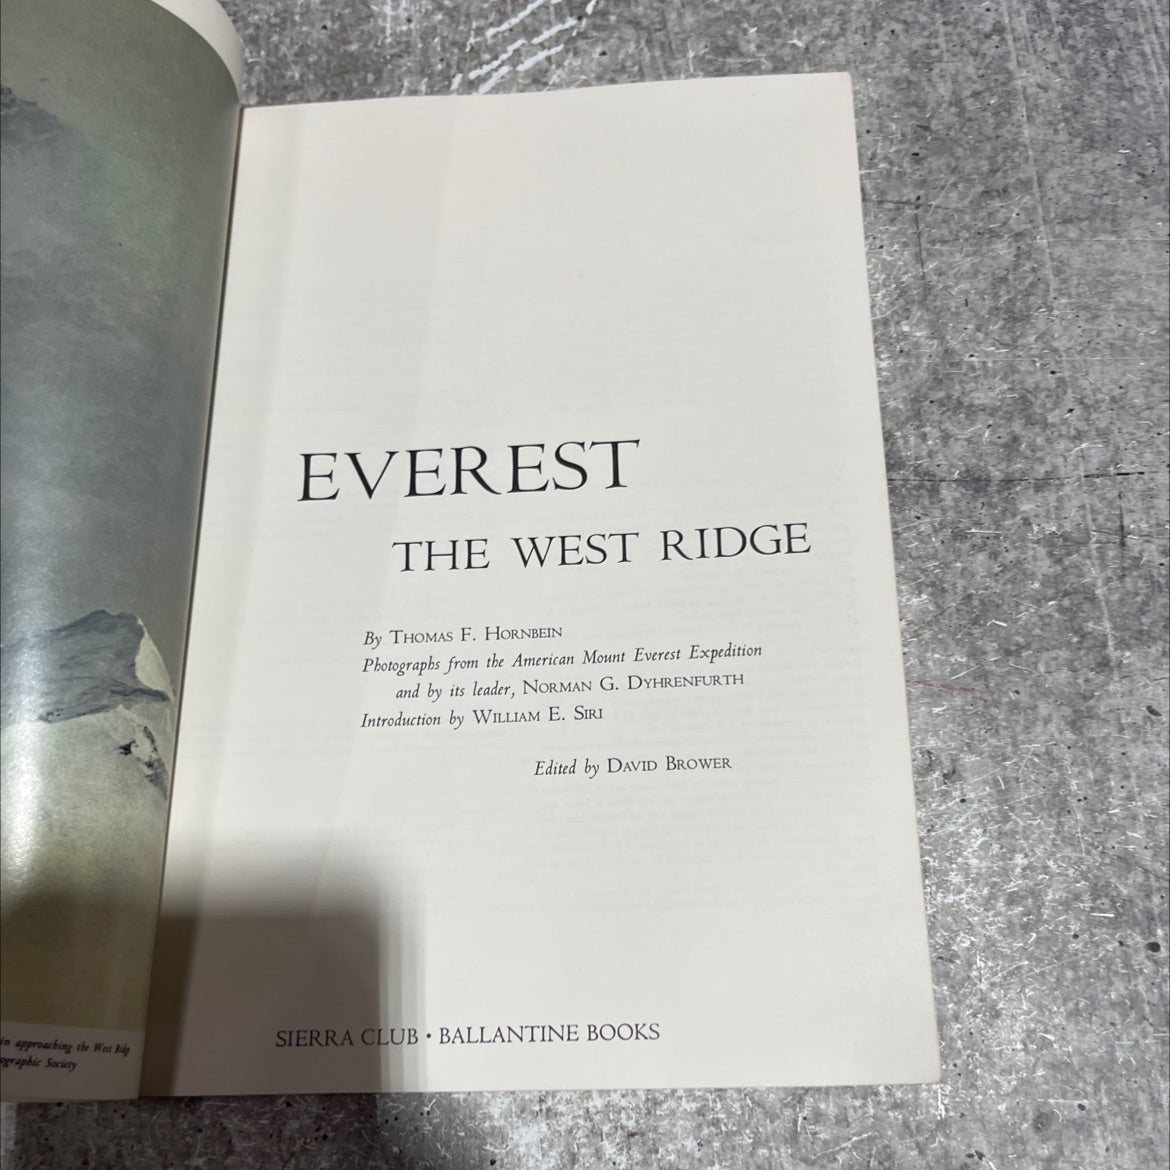 EVEREST
THE WEST RIDGE
By THOMAS F. HORNBEIN
Photographs from the American Mount Everest Expedition
and by its leader, NORMAN G. DYHRENFURTH
Introduction by WILLIAM E. SIRI
Edited by DAVID BROWER
SIERRA CLUB • BALLANTINE BOOKS
approaching the West Ridge
Society